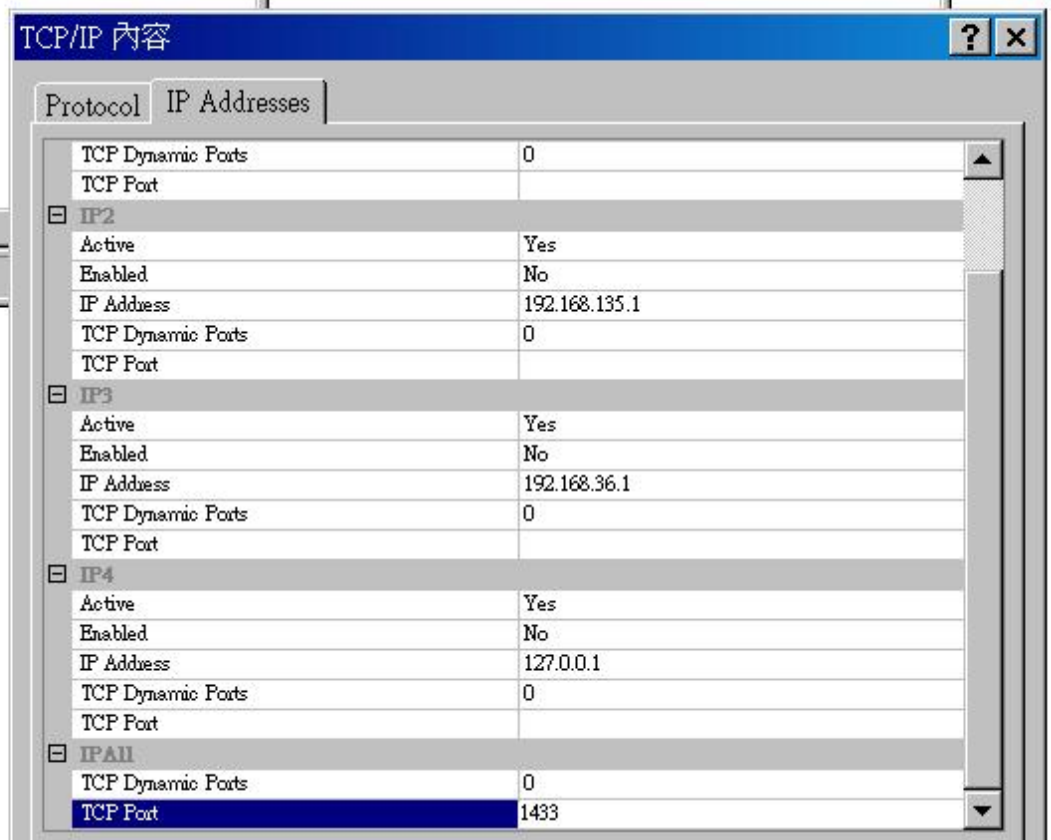 TCP/IP 內容
Protocol IP Addresses
TCP Dynamic Ports 0
TCP Port
IP2
Active Yes
Enabled No
IP Address 192.168.135.1
TCP Dynamic Ports 0
TCP Port
IP3
Active Yes
Enabled No
IP Address 192.168.36.1
TCP Dynamic Ports 0
TCP Port
IP4
Active Yes
Enabled No
IP Address 127.0.0.1
TCP Dynamic Ports 0
TCP Port
IPAll
TCP Dynamic Ports 0
TCP Port 1433